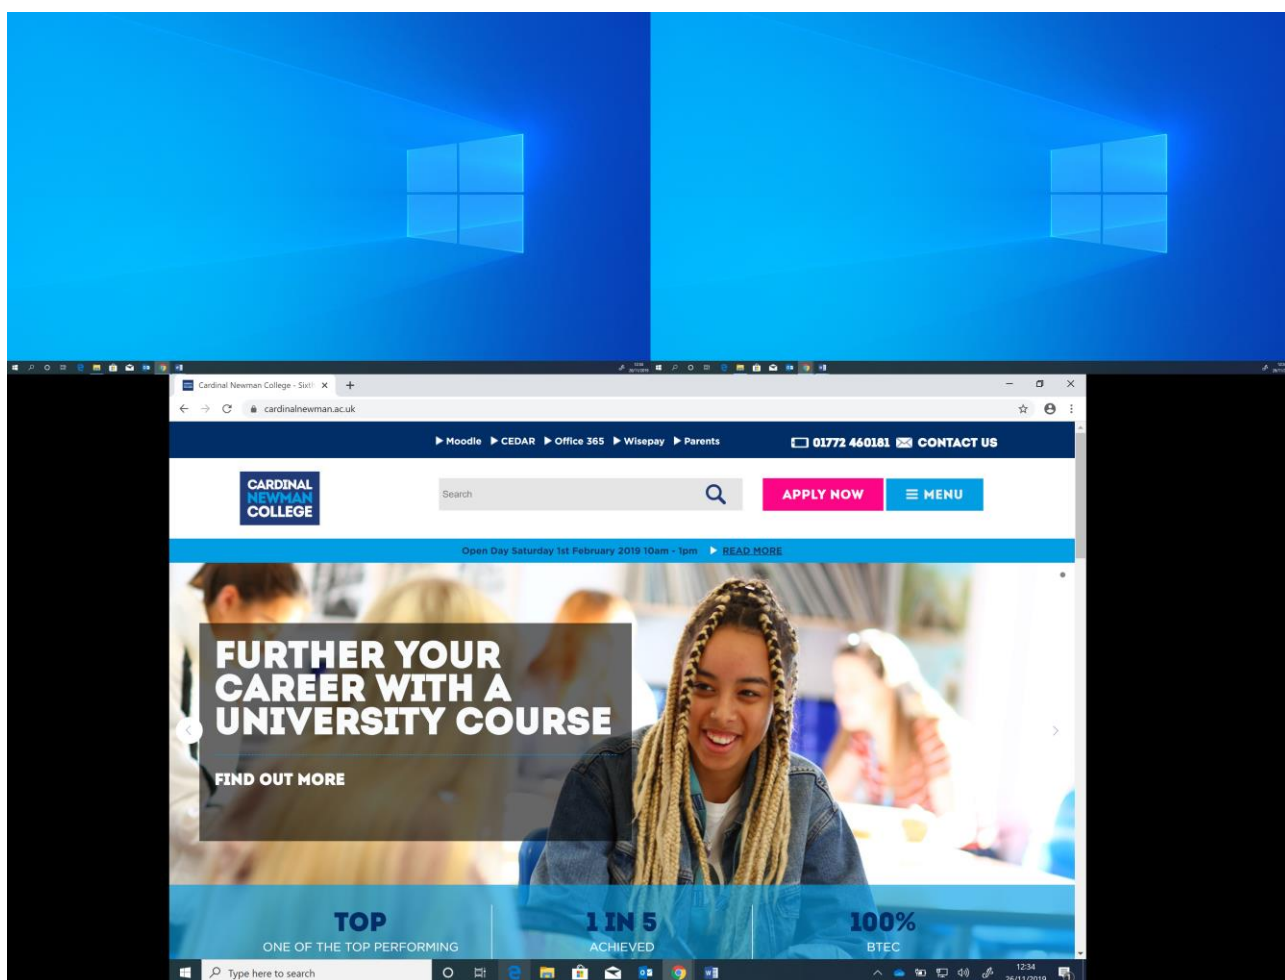 Cardinal Newman College - Sixt
cardinalnewman.ac.uk
Moodle CEDAR Office 365 Wisepay Parents
01772 460181 CONTACT US
CARDINAL
NEWMAN
COLLEGE
Search
APPLY NOW
MENU
Open Day Saturday 1st February 2019 10am - 1pm READ MORE
FURTHER YOUR
CAREER WITH A
UNIVERSITY COURSE
FIND OUT MORE
TOP
ONE OF THE TOP PERFORMING
1 IN 5
ACHIEVED
100%
BTEC
Type here to search
12:34
26/11/2019